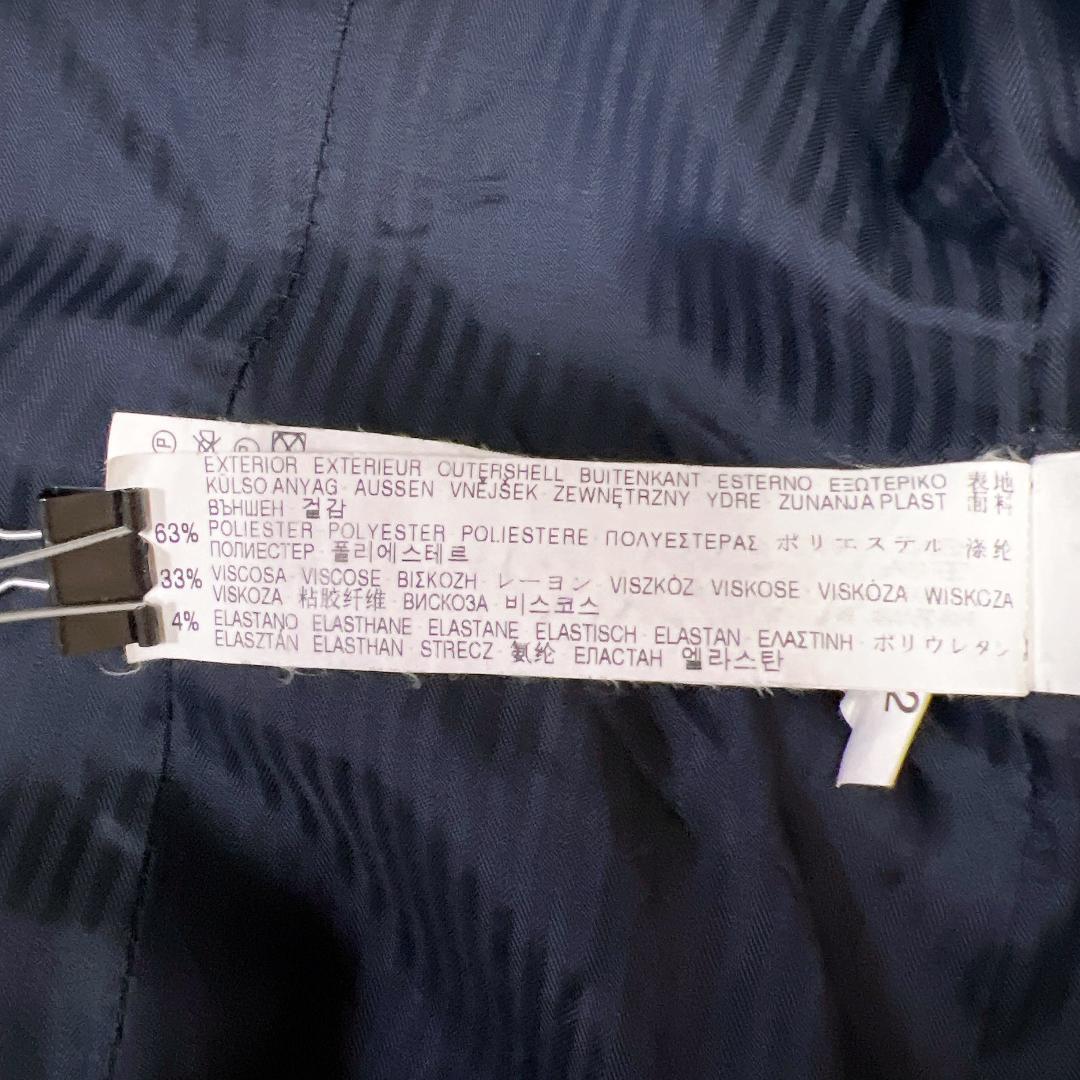 EXTERIOR EXTERIEUR OUTERSHELL BUITENKANT ESTERNO ΕΞΩΤΕΡΙΚΟ 表地
KÜLSO ANYAG · AUSSEN VNĚJŠEK · ZEWNĘTRZNY YDRE · ZUNANJA PLAST 面料
ВЪНШЕН · 겉감
63% POLIESTER POLYESTER POLIESTERE · ΠΟΛΥΕΣΤΕΡΑΣ ポリエステル 涤纶
ПОЛИЕСТЕР · 폴리에스테르
33% VISCOSA · VISCOSE · ΒΙΣΚΟΖΗ · レーヨン · VISZKÓZ · VISKOSE · VISKÓZA WISKOZA
VISKOZA 粘胶纤维 · ВИСКОЗА · 비스코스
4% ELASTANO ELASTHANE ELASTANE ELASTISCH · ELASTAN · ΕΛΑΣΤΙΝΗ · ポリウレタン
ELASZTÁN ELASTHAN · STRECZ · 氨纶 ЕПАСТАН 엘라스탄
2